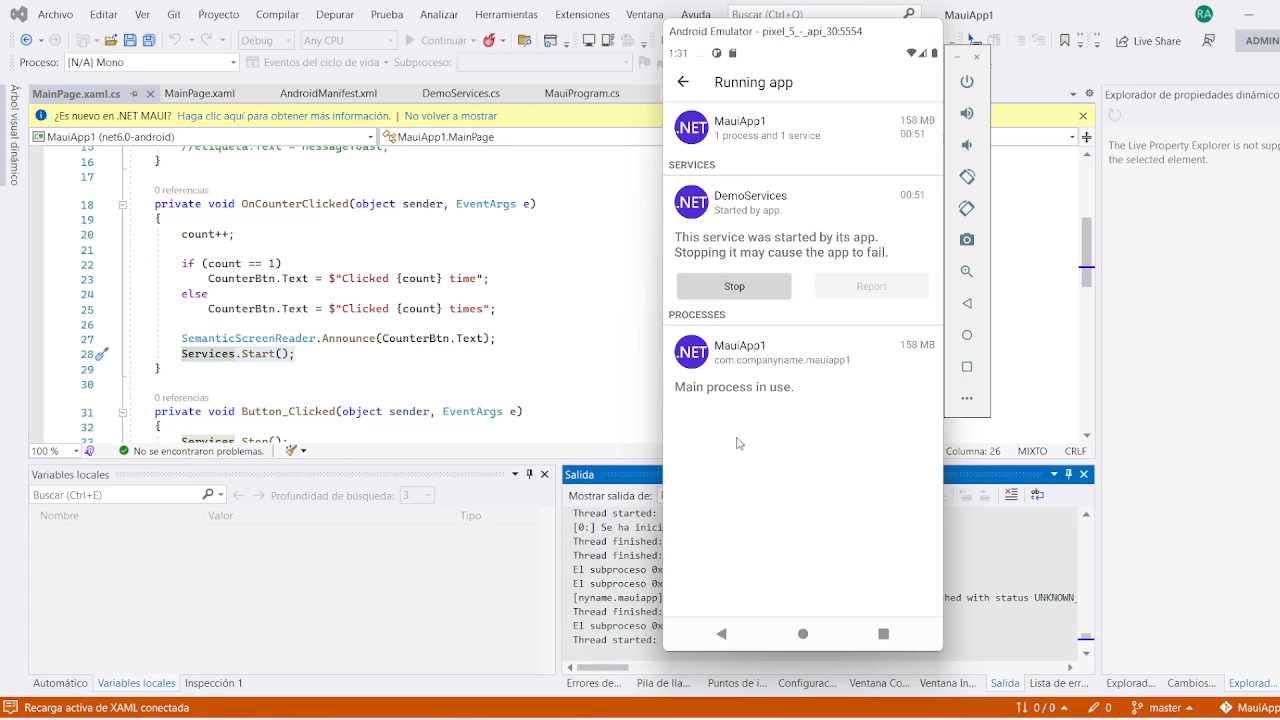 Archivo Editar Ver Git Proyecto Compilar Depurar Prueba Analizar Herramientas Extensiones Ventana Ayuda Buscar (Ctrl+Q) MauiApp1 RA
Debug Any CPU Continuar Live Share ADMIN
Proceso: [N/A] Mono Eventos del ciclo de vida Subproceso:
Árbol visual dinámico
MainPage.xaml.cs MainPage.xaml AndroidManifest.xml DemoServices.cs MauiProgram.cs
¿Es nuevo en .NET MAUI? Haga clic aquí para obtener más información. No volver a mostrar
MauiApp1 (net6.0-android) MauiApp1.MainPage
15 //etiqueta.Text = messageToast;
16 }
17
0 referencias
18 private void OnCounterClicked(object sender, EventArgs e)
19 {
20 count++;
21
22 if (count == 1)
23 CounterBtn.Text = $"Clicked {count} time";
24 else
25 CounterBtn.Text = $"Clicked {count} times";
26
27 SemanticScreenReader.Announce(CounterBtn.Text);
28 Services.Start();
29 }
30
0 referencias
31 private void Button_Clicked(object sender, EventArgs e)
32 {
33 Services.Stop();
100 % No se encontraron problemas. Columna: 26 MIXTO CRLF
Android Emulator - pixel_5_-_api_30:5554
1:31
Running app
.NET MauiApp1 158 MB
1 process and 1 service 00:51
SERVICES
.NET DemoServices 00:51
Started by app.
This service was started by its app.
Stopping it may cause the app to fail.
Stop Report
PROCESSES
.NET MauiApp1 158 MB
com.companyname.mauiapp1
Main process in use.
Explorador de propiedades dinámico
The Live Property Explorer is not sup
the selected element.
Variables locales
Buscar (Ctrl+E) Profundidad de búsqueda: 3
Nombre Valor Tipo
Salida
Mostrar salida de:
Thread started:
[0:] Se ha inici
Thread finished:
Thread finished:
El subproceso 0x
El subproceso 0x
[nyname.mauiapp] hed with status UNKNOWN_
Thread finished:
El subproceso 0x
Thread started:
Automático Variables locales Inspección 1
Errores de... Pila de lla... Puntos de i... Configurac... Ventana Co... Ventana In... Salida Lista de err... Explorad... Cambios... Explorad...
Recarga activa de XAML conectada 0 / 0 0 master MauiApp